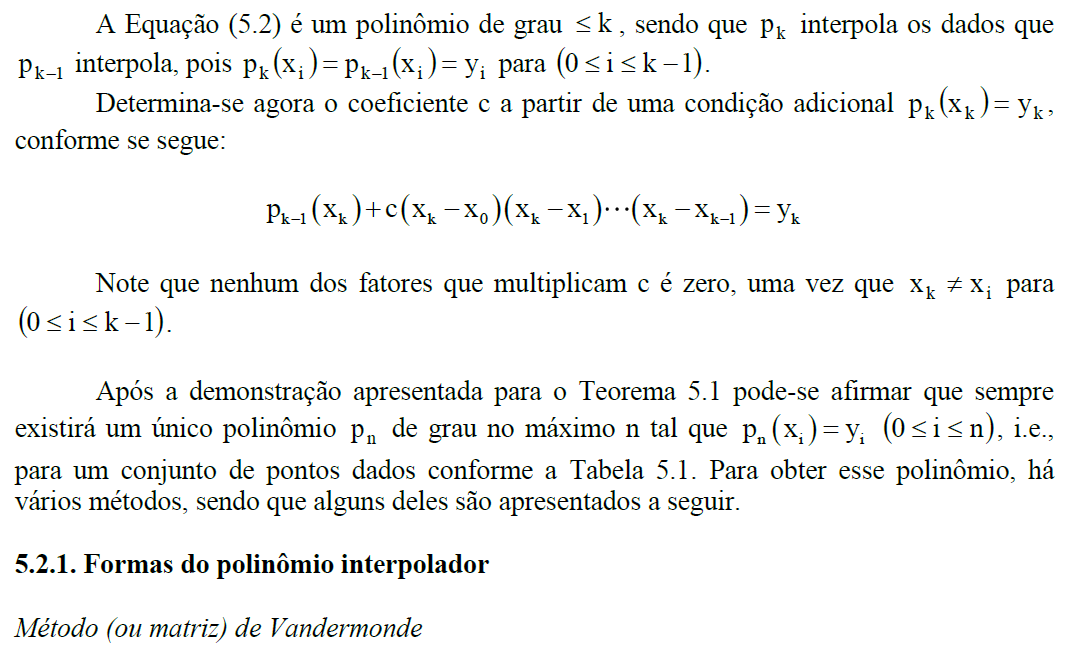 A Equação (5.2) é um polinômio de grau ≤ k , sendo que pₖ interpola os dados que
pₖ₋₁ interpola, pois pₖ(xᵢ) = pₖ₋₁(xᵢ) = yᵢ para (0 ≤ i ≤ k − 1).
Determina-se agora o coeficiente c a partir de uma condição adicional pₖ(xₖ) = yₖ,
conforme se segue:
pₖ₋₁(xₖ) + c(xₖ − x₀)(xₖ − x₁)⋯(xₖ − xₖ₋₁) = yₖ
Note que nenhum dos fatores que multiplicam c é zero, uma vez que xₖ ≠ xᵢ para
(0 ≤ i ≤ k − 1).
Após a demonstração apresentada para o Teorema 5.1 pode-se afirmar que sempre
existirá um único polinômio pₙ de grau no máximo n tal que pₙ(xᵢ) = yᵢ (0 ≤ i ≤ n), i.e.,
para um conjunto de pontos dados conforme a Tabela 5.1. Para obter esse polinômio, há
vários métodos, sendo que alguns deles são apresentados a seguir.
5.2.1. Formas do polinômio interpolador
Método (ou matriz) de Vandermonde